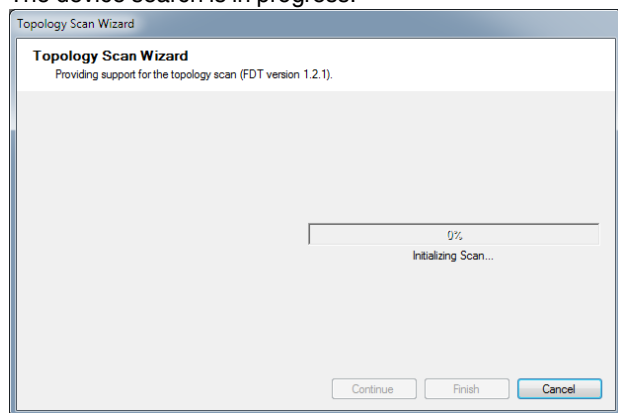 The device search is in progress.
Topology Scan Wizard
Topology Scan Wizard
Providing support for the topology scan (FDT version 1.2.1).
0%
Initializing Scan...
Continue Finish Cancel